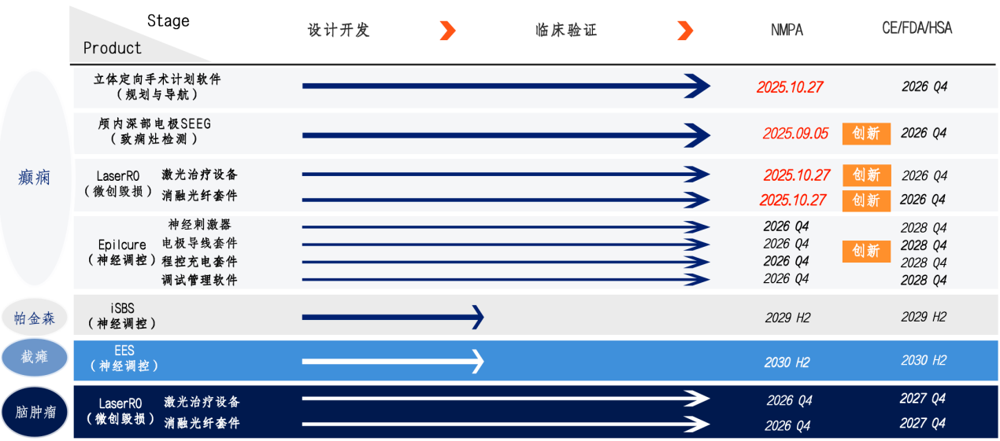 Stage
Product
设计开发 临床验证 NMPA CE/FDA/HSA
癫痫
立体定向手术计划软件
(规划与导航)
2025.10.27 2026 Q4
颅内深部电极SEEG
(致痫灶检测)
2025.09.05 创新 2026 Q4
LaserRO
(微创毁损)
激光治疗设备 2025.10.27 创新 2026 Q4
消融光纤套件 2025.10.27 创新 2026 Q4
Epilcure
(神经调控)
神经刺激器 2026 Q4 2028 Q4
电极导线套件 2026 Q4 2028 Q4
创新
程控充电套件 2026 Q4 2028 Q4
调试管理软件 2026 Q4 2028 Q4
帕金森
iSBS
(神经调控)
2029 H2 2029 H2
截瘫
EES
(神经调控)
2030 H2 2030 H2
脑肿瘤
LaserRO
(微创毁损)
激光治疗设备 2026 Q4 2027 Q4
消融光纤套件 2026 Q4 2027 Q4